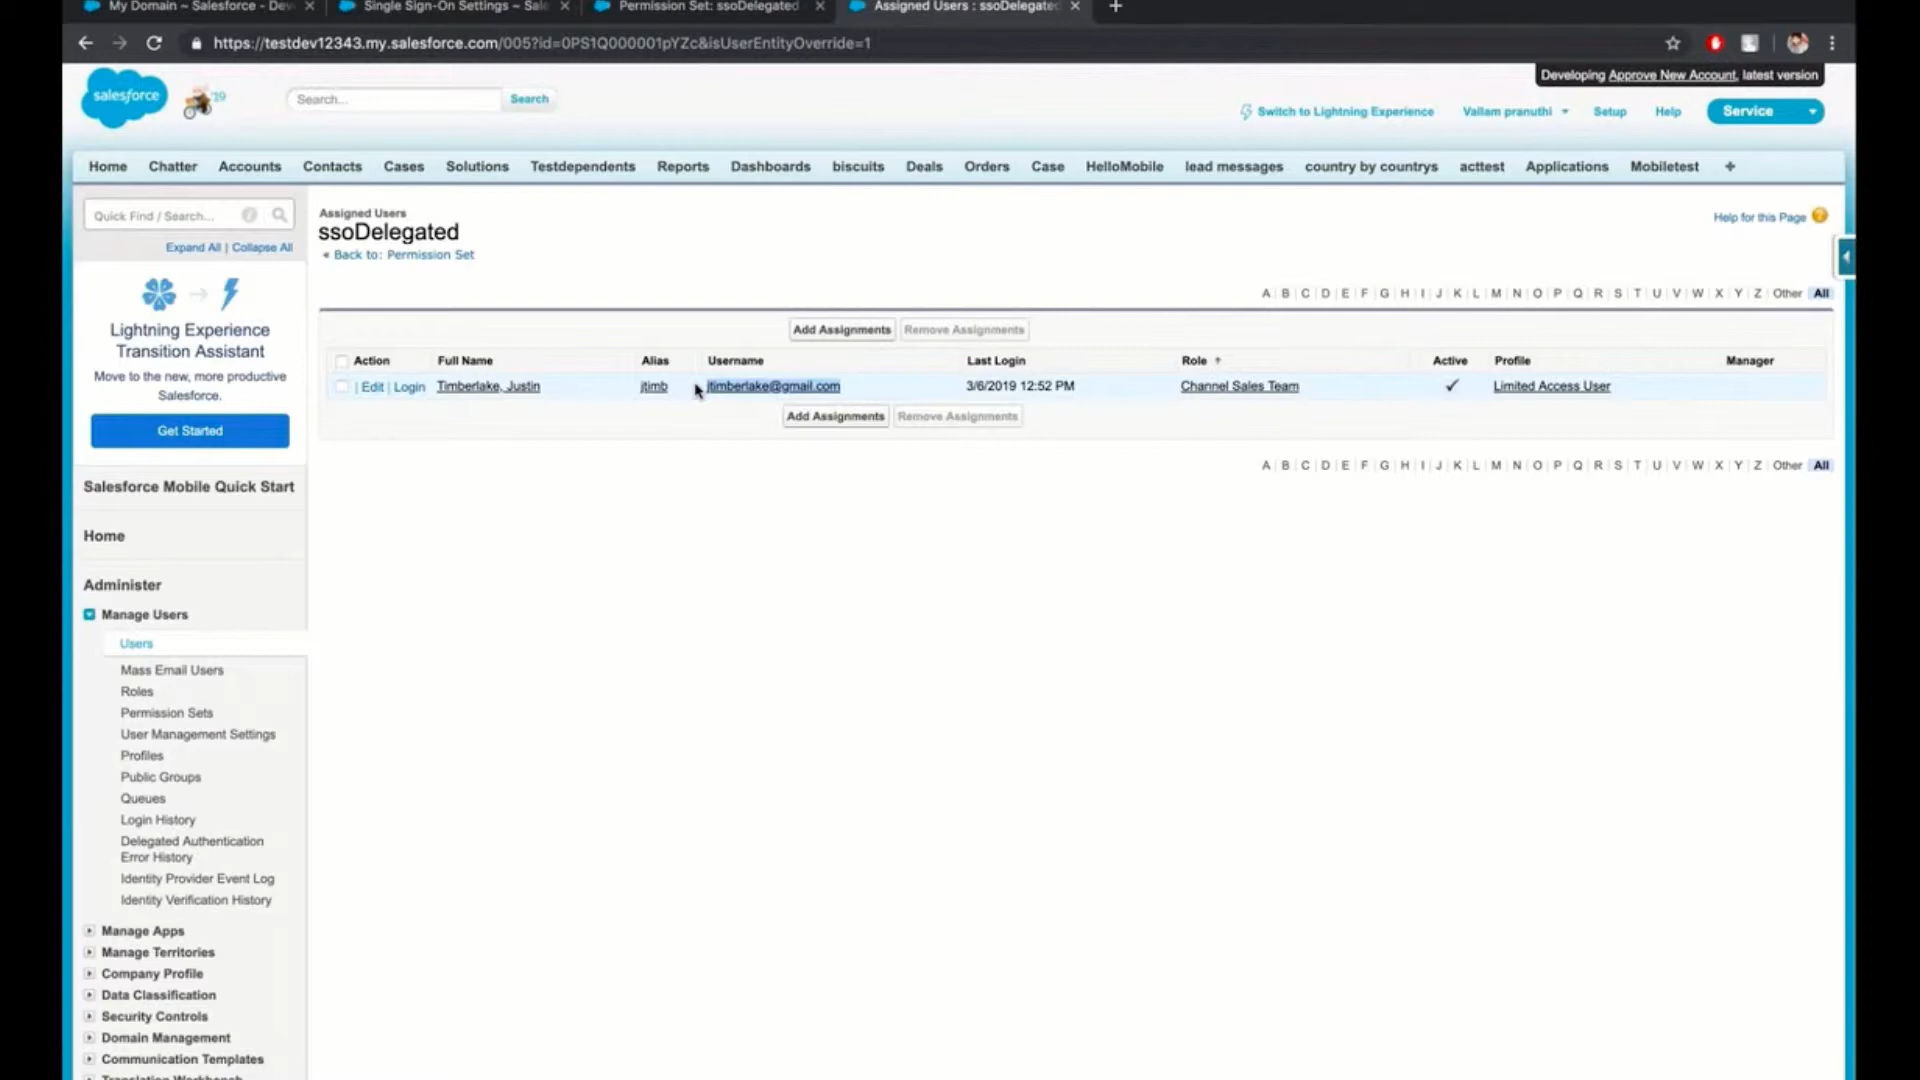 My Domain ~ Salesforce - Dev
Single Sign-On Settings ~ Sale
Permission Set: ssoDelegated
Assigned Users : ssoDelegated
https://testdev12343.my.salesforce.com/005?id=0PS1Q000001pYZc&isUserEntityOverride=1
Developing Approve New Account, latest version
salesforce
'19
Search...
Search
Switch to Lightning Experience
Vallam pranuthi
Setup
Help
Service
Home
Chatter
Accounts
Contacts
Cases
Solutions
Testdependents
Reports
Dashboards
biscuits
Deals
Orders
Case
HelloMobile
lead messages
country by countrys
acttest
Applications
Mobiletest
+
Quick Find / Search...
Expand All | Collapse All
Lightning Experience
Transition Assistant
Move to the new, more productive
Salesforce.
Get Started
Salesforce Mobile Quick Start
Home
Administer
Manage Users
Users
Mass Email Users
Roles
Permission Sets
User Management Settings
Profiles
Public Groups
Queues
Login History
Delegated Authentication
Error History
Identity Provider Event Log
Identity Verification History
Manage Apps
Manage Territories
Company Profile
Data Classification
Security Controls
Domain Management
Communication Templates
Translation Workbench
Assigned Users
ssoDelegated
« Back to: Permission Set
Help for this Page
A | B | C | D | E | F | G | H | I | J | K | L | M | N | O | P | Q | R | S | T | U | V | W | X | Y | Z | Other | All
Add Assignments
Remove Assignments
Action Full Name Alias Username Last Login Role Active Profile Manager
| Edit | Login Timberlake, Justin jtimb jtimberlake@gmail.com 3/6/2019 12:52 PM Channel Sales Team ✓ Limited Access User
Add Assignments
Remove Assignments
A | B | C | D | E | F | G | H | I | J | K | L | M | N | O | P | Q | R | S | T | U | V | W | X | Y | Z | Other | All